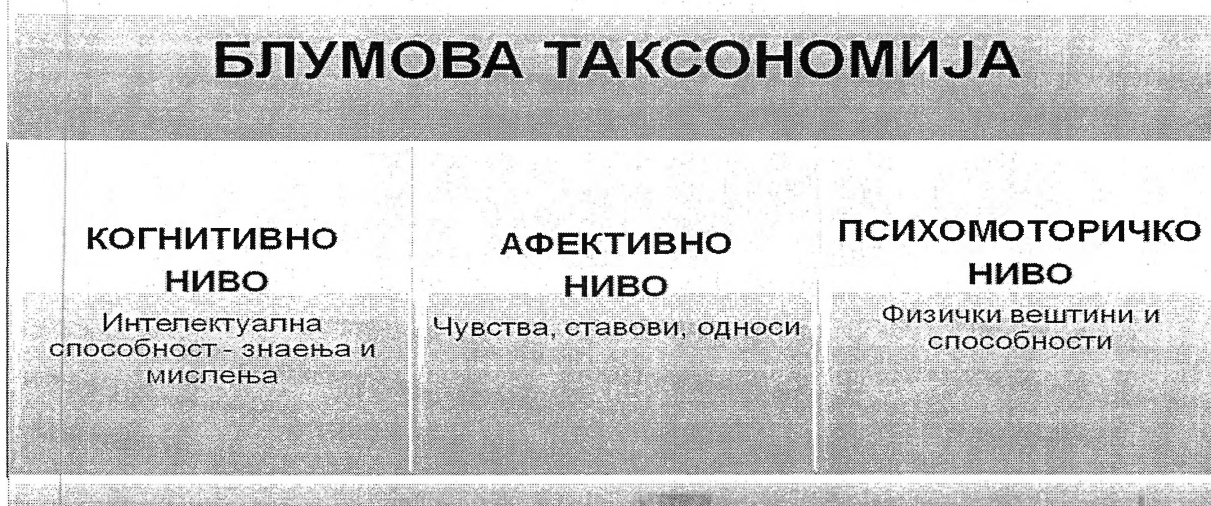 БЛУМОВА ТАКСОНОМИЈА
КОГНИТИВНО
НИВО
Интелектуална
способност - знаења и
мислења
АФЕКТИВНО
НИВО
Чувства, ставови, односи
ПСИХОМОТОРИЧКО
НИВО
Физички вештини и
способности